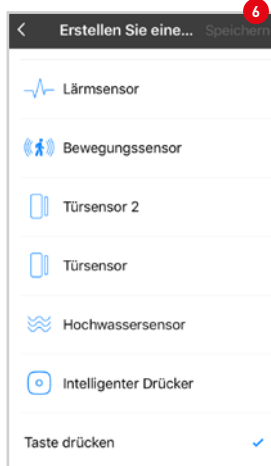 6
Erstellen Sie eine... Speichern
Lärmsensor
Bewegungssensor
Türsensor 2
Türsensor
Hochwassersensor
Intelligenter Drücker
Taste drücken